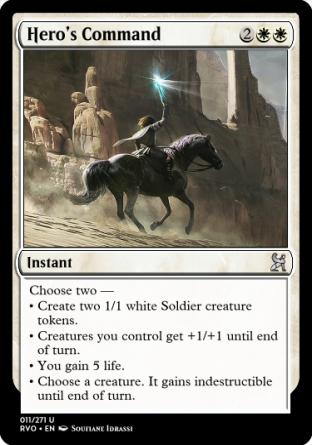 Hero's Command 2
Instant
Choose two —
• Create two 1/1 white Soldier creature
tokens.
• Creatures you control get +1/+1 until end
of turn.
• You gain 5 life.
• Choose a creature. It gains indestructible
until end of turn.
011/271 U
RVO • EN Soufiane Idrassi